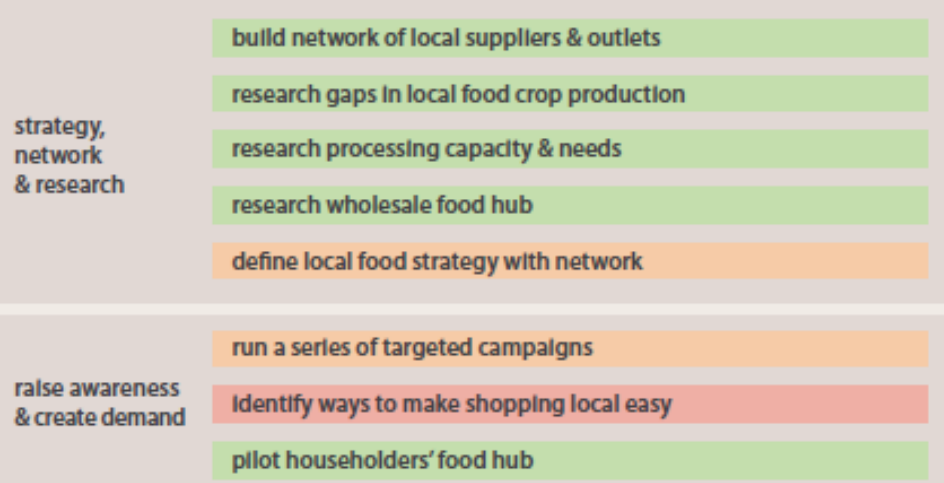 build network of local suppliers & outlets
research gaps in local food crop production
strategy,
network
& research
research processing capacity & needs
research wholesale food hub
define local food strategy with network
run a series of targeted campaigns
raise awareness
& create demand
identify ways to make shopping local easy
pilot householders' food hub